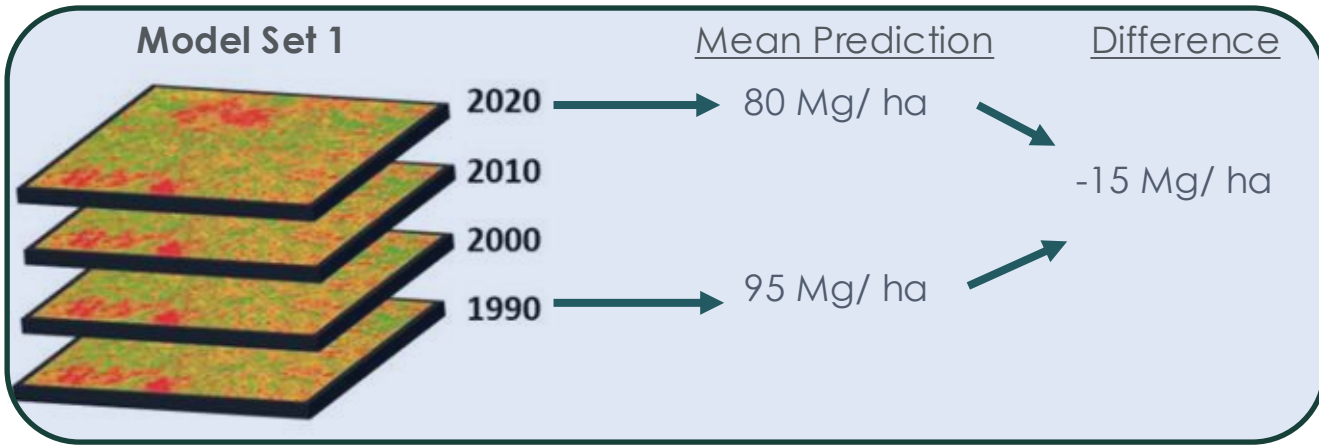 Model Set 1
Mean Prediction
Difference
2020
80 Mg/ ha
2010
-15 Mg/ ha
2000
95 Mg/ ha
1990